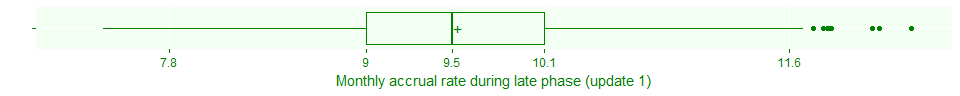 7.8 9 9.5 10.1 11.6
Monthly accrual rate during late phase (update 1)